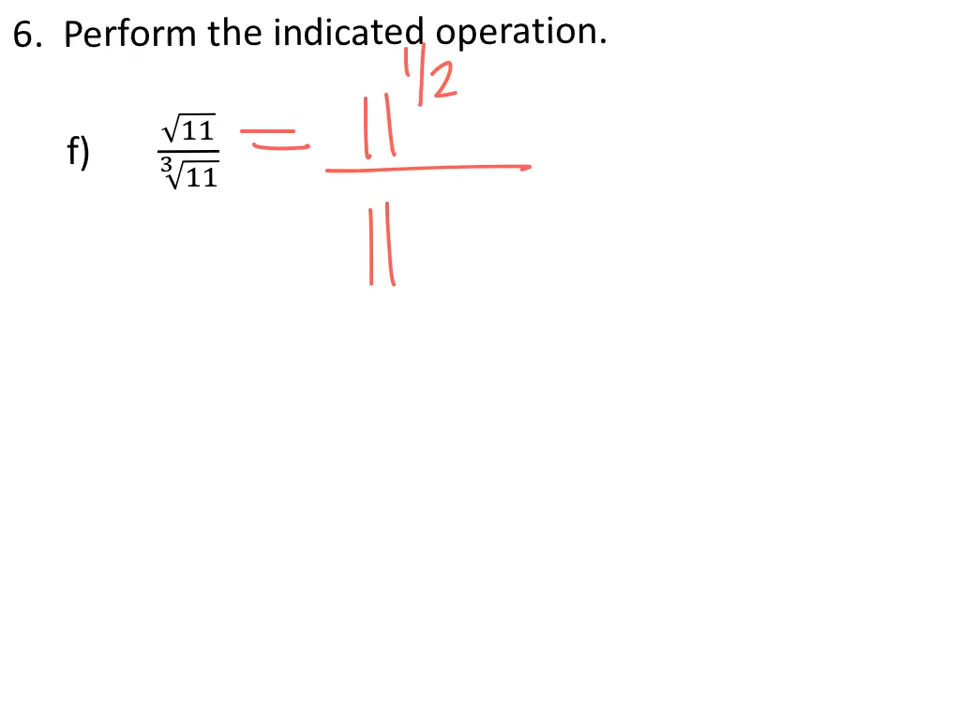 6. Perform the indicated operation.
f) √11 / ∛11 = 11^1/2 / 11